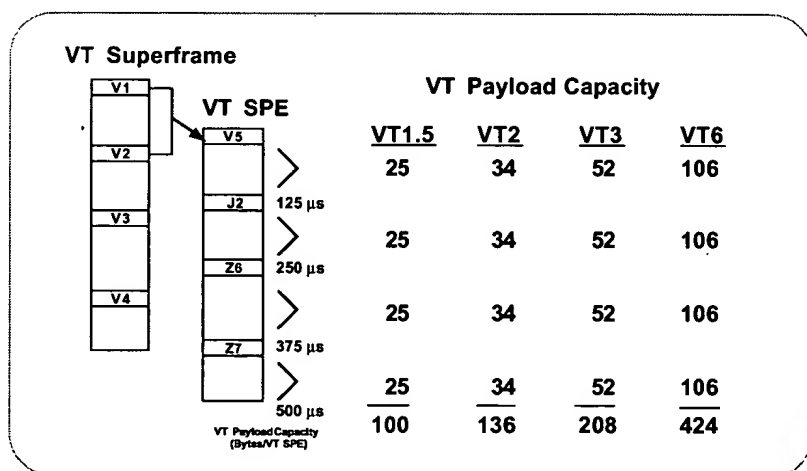 VT Superframe
V1
V2
V3
V4
VT SPE
V5
J2
Z6
Z7
125 µs
250 µs
375 µs
500 µs
VT Payload Capacity
(Bytes/VT SPE)
VT Payload Capacity
VT1.5 VT2 VT3 VT6
25 34 52 106
25 34 52 106
25 34 52 106
25 34 52 106
100 136 208 424